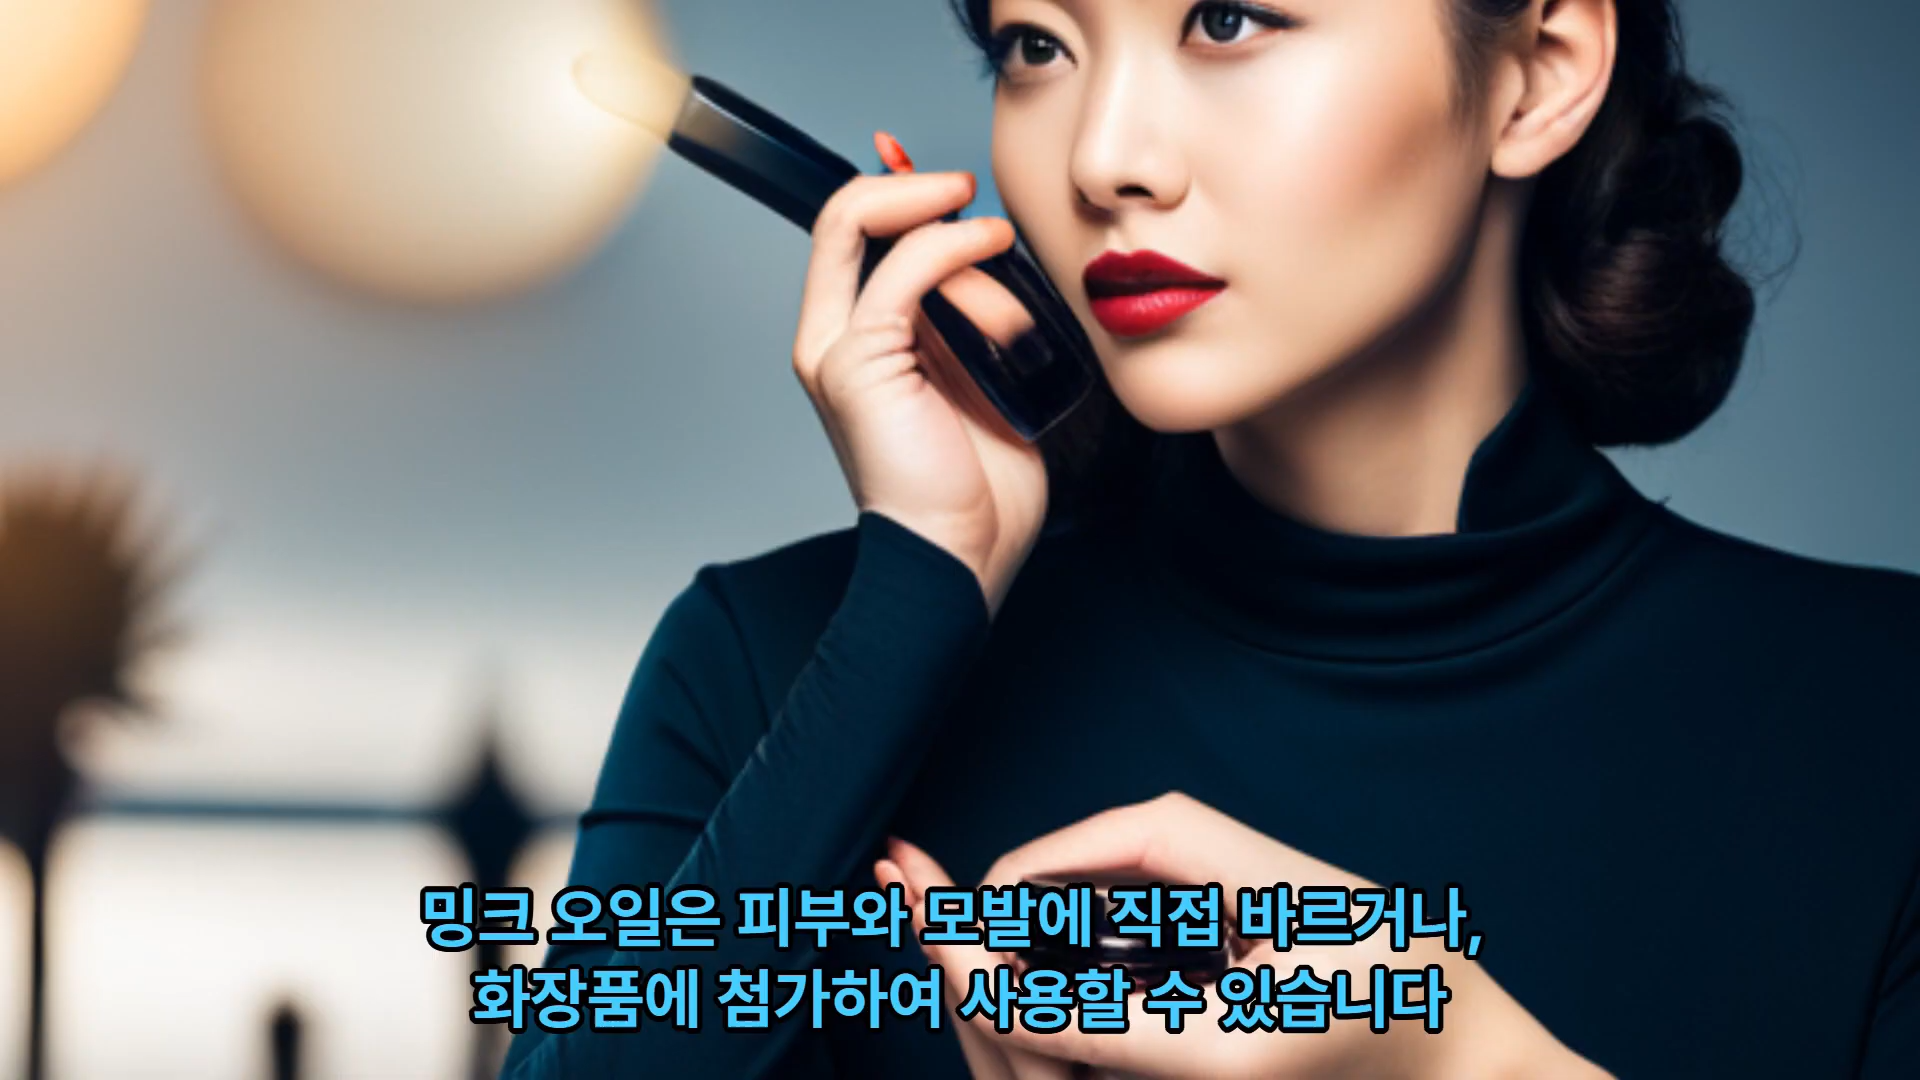 밍크 오일은 피부와 모발에 직접 바르거나,
화장품에 첨가하여 사용할 수 있습니다